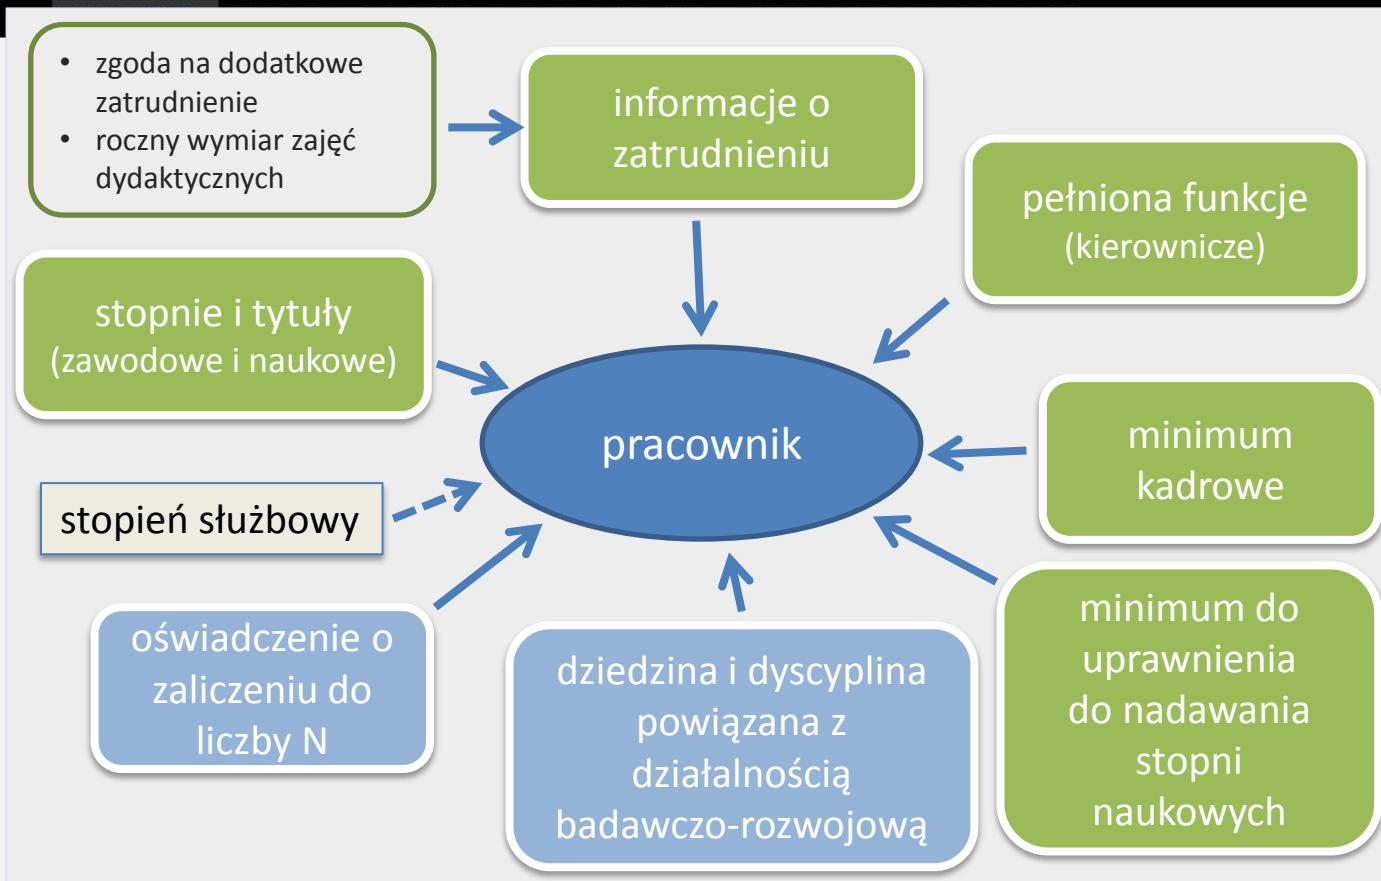 • zgoda na dodatkowe
zatrudnienie
• roczny wymiar zajęć
dydaktycznych
informacje o
zatrudnieniu
pełniona funkcje
(kierownicze)
stopnie i tytuły
(zawodowe i naukowe)
pracownik
minimum
kadrowe
stopień służbowy
oświadczenie o
zaliczeniu do
liczby N
dziedzina i dyscyplina
powiązana z
działalnością
badawczo-rozwojową
minimum do
uprawnienia
do nadawania
stopni
naukowych